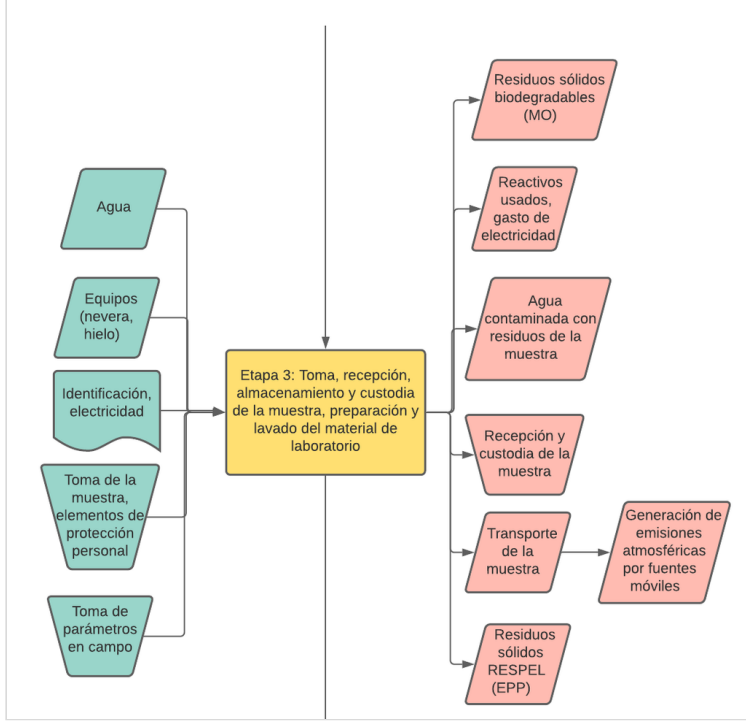 Agua
Equipos
(nevera,
hielo)
Identificación,
electricidad
Toma de la
muestra,
elementos de
protección
personal
Toma de
parámetros
en campo
Etapa 3: Toma, recepción,
almacenamiento y custodia
de la muestra, preparación y
lavado del material de
laboratorio
Residuos sólidos
biodegradables
(MO)
Reactivos
usados,
gasto de
electricidad
Agua
contaminada con
residuos de la
muestra
Recepción y
custodia de la
muestra
Transporte
de la
muestra
Generación de
emisiones
atmosféricas
por fuentes
móviles
Residuos
sólidos
RESPEL
(EPP)